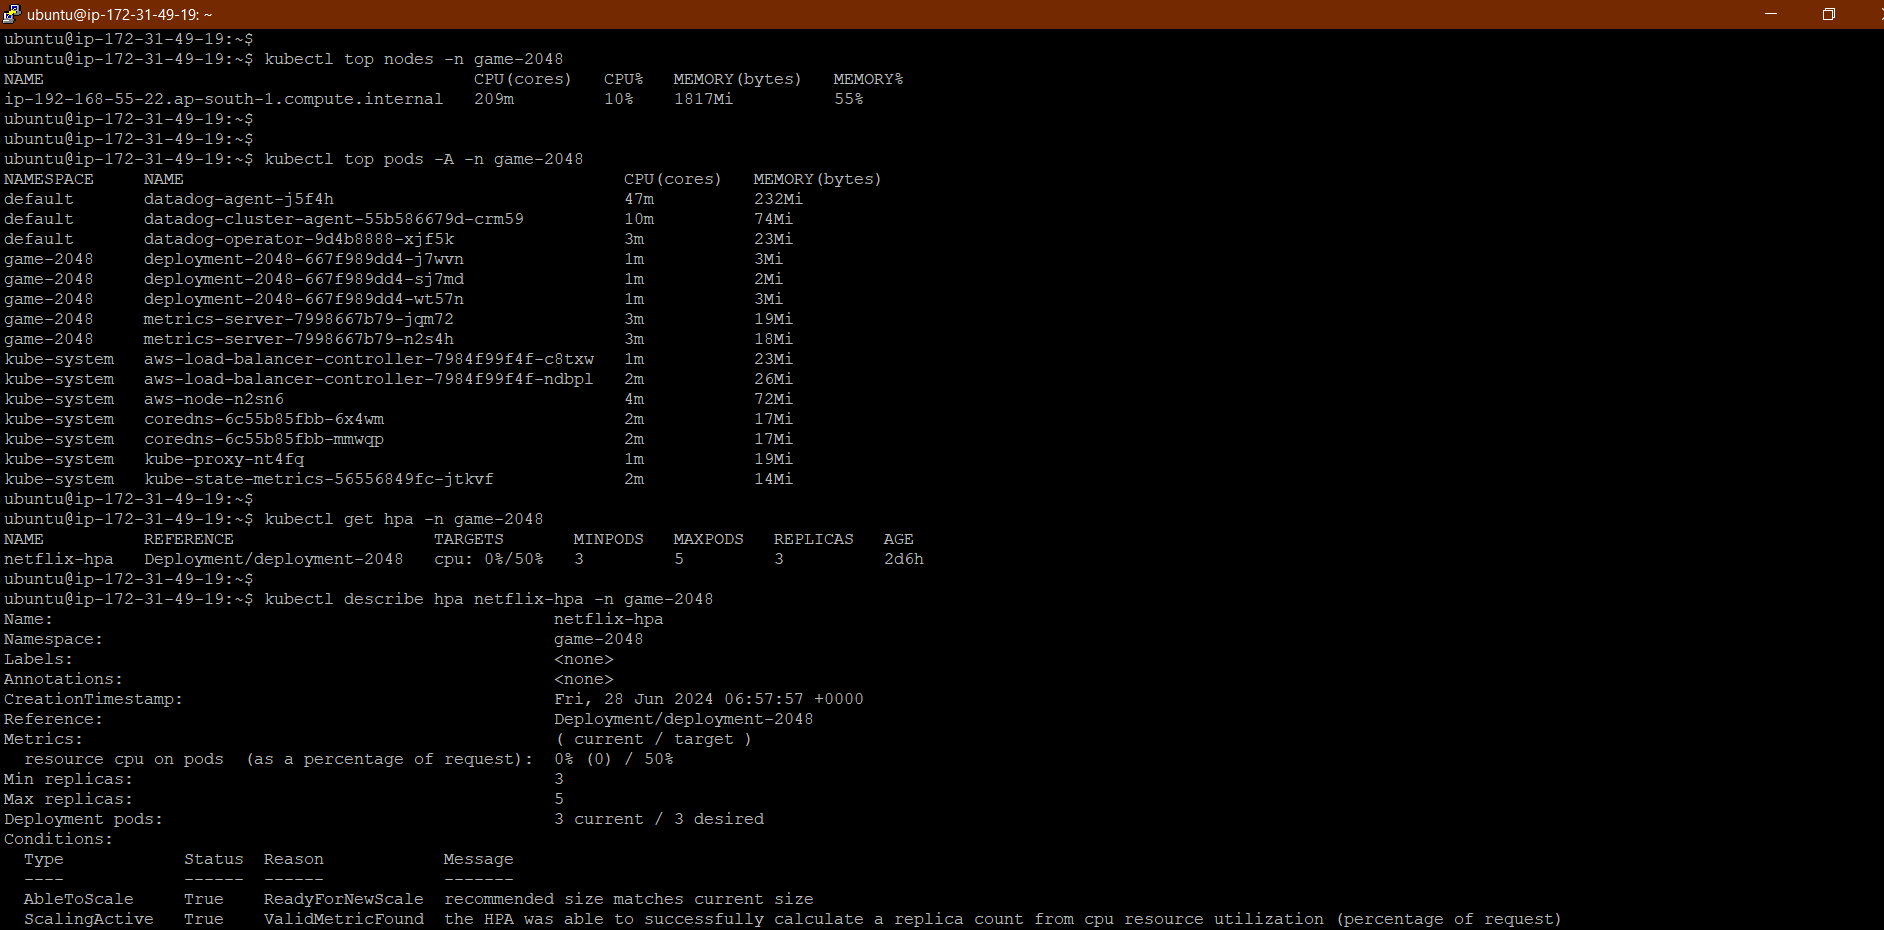 ubuntu@ip-172-31-49-19: ~
ubuntu@ip-172-31-49-19:~$
ubuntu@ip-172-31-49-19:~$ kubectl top nodes -n game-2048
NAME CPU(cores) CPU% MEMORY(bytes) MEMORY%
ip-192-168-55-22.ap-south-1.compute.internal 209m 10% 1817Mi 55%
ubuntu@ip-172-31-49-19:~$
ubuntu@ip-172-31-49-19:~$
ubuntu@ip-172-31-49-19:~$ kubectl top pods -A -n game-2048
NAMESPACE NAME CPU(cores) MEMORY(bytes)
default datadog-agent-j5f4h 47m 232Mi
default datadog-cluster-agent-55b586679d-crm59 10m 74Mi
default datadog-operator-9d4b8888-xjf5k 3m 23Mi
game-2048 deployment-2048-667f989dd4-j7wvn 1m 3Mi
game-2048 deployment-2048-667f989dd4-sj7md 1m 2Mi
game-2048 deployment-2048-667f989dd4-wt57n 1m 3Mi
game-2048 metrics-server-7998667b79-jqm72 3m 19Mi
game-2048 metrics-server-7998667b79-n2s4h 3m 18Mi
kube-system aws-load-balancer-controller-7984f99f4f-c8txw 1m 23Mi
kube-system aws-load-balancer-controller-7984f99f4f-ndbpl 2m 26Mi
kube-system aws-node-n2sn6 4m 72Mi
kube-system coredns-6c55b85fbb-6x4wm 2m 17Mi
kube-system coredns-6c55b85fbb-mmwqp 2m 17Mi
kube-system kube-proxy-nt4fq 1m 19Mi
kube-system kube-state-metrics-56556849fc-jtkvf 2m 14Mi
ubuntu@ip-172-31-49-19:~$
ubuntu@ip-172-31-49-19:~$ kubectl get hpa -n game-2048
NAME REFERENCE TARGETS MINPODS MAXPODS REPLICAS AGE
netflix-hpa Deployment/deployment-2048 cpu: 0%/50% 3 5 3 2d6h
ubuntu@ip-172-31-49-19:~$
ubuntu@ip-172-31-49-19:~$ kubectl describe hpa netflix-hpa -n game-2048
Name: netflix-hpa
Namespace: game-2048
Labels: <none>
Annotations: <none>
CreationTimestamp: Fri, 28 Jun 2024 06:57:57 +0000
Reference: Deployment/deployment-2048
Metrics: ( current / target )
resource cpu on pods (as a percentage of request): 0% (0) / 50%
Min replicas: 3
Max replicas: 5
Deployment pods: 3 current / 3 desired
Conditions:
Type Status Reason Message
---- ------ ------ -------
AbleToScale True ReadyForNewScale recommended size matches current size
ScalingActive True ValidMetricFound the HPA was able to successfully calculate a replica count from cpu resource utilization (percentage of request)